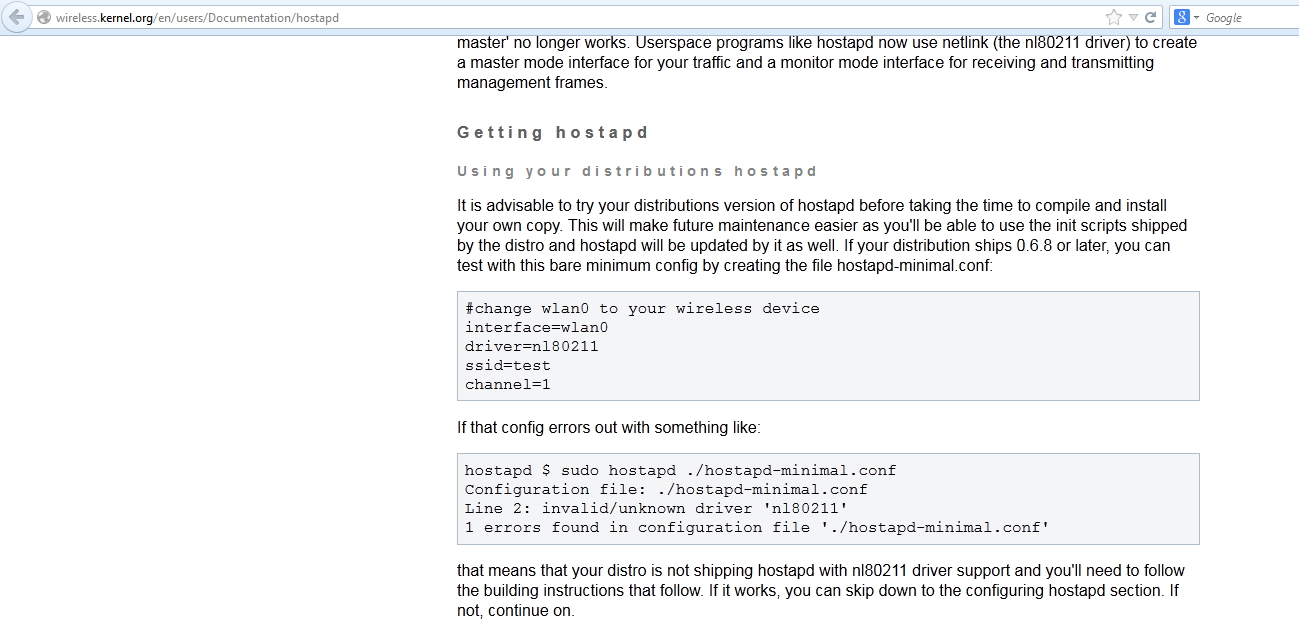 wireless.kernel.org/en/users/Documentation/hostapd
Google
master' no longer works. Userspace programs like hostapd now use netlink (the nl80211 driver) to create
a master mode interface for your traffic and a monitor mode interface for receiving and transmitting
management frames.
Getting hostapd
Using your distributions hostapd
It is advisable to try your distributions version of hostapd before taking the time to compile and install
your own copy. This will make future maintenance easier as you'll be able to use the init scripts shipped
by the distro and hostapd will be updated by it as well. If your distribution ships 0.6.8 or later, you can
test with this bare minimum config by creating the file hostapd-minimal.conf:
#change wlan0 to your wireless device
interface=wlan0
driver=nl80211
ssid=test
channel=1
If that config errors out with something like:
hostapd $ sudo hostapd ./hostapd-minimal.conf
Configuration file: ./hostapd-minimal.conf
Line 2: invalid/unknown driver 'nl80211'
1 errors found in configuration file './hostapd-minimal.conf'
that means that your distro is not shipping hostapd with nl80211 driver support and you'll need to follow
the building instructions that follow. If it works, you can skip down to the configuring hostapd section. If
not, continue on.